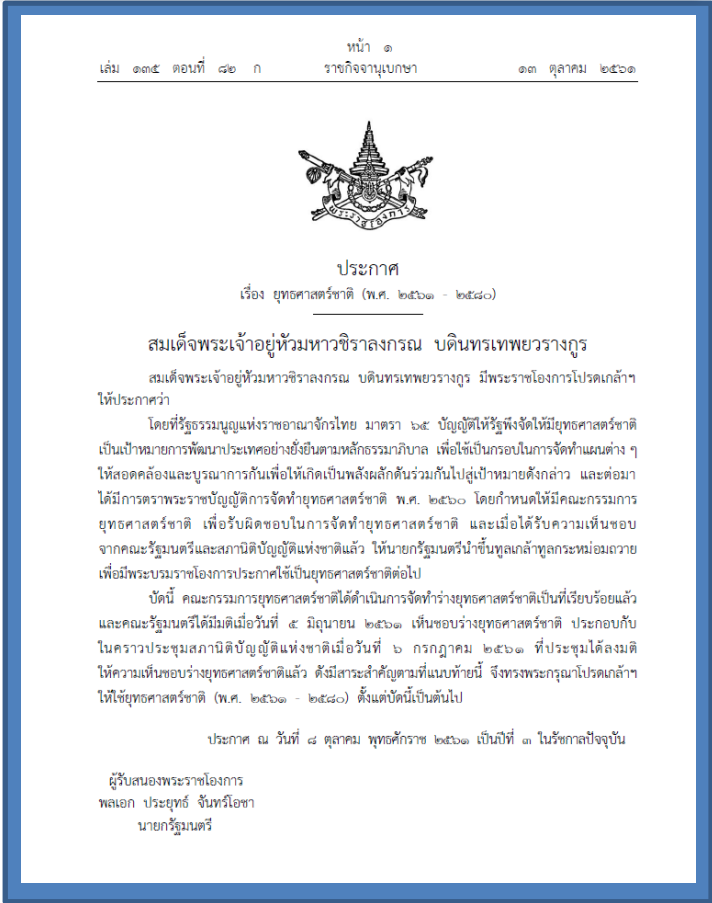 หน้า ๑
เล่ม ๑๓๕ ตอนที่ ๘๒ ก ราชกิจจานุเบกษา ๑๓ ตุลาคม ๒๕๖๑
พระราชโองการ
ประกาศ
เรื่อง ยุทธศาสตร์ชาติ (พ.ศ. ๒๕๖๑ - ๒๕๘๐)
สมเด็จพระเจ้าอยู่หัวมหาวชิราลงกรณ บดินทรเทพยวรางกูร
สมเด็จพระเจ้าอยู่หัวมหาวชิราลงกรณ บดินทรเทพยวรางกูร มีพระราชโองการโปรดเกล้าฯ
ให้ประกาศว่า
โดยที่รัฐธรรมนูญแห่งราชอาณาจักรไทย มาตรา ๖๕ บัญญัติให้รัฐพึงจัดให้มียุทธศาสตร์ชาติ
เป็นเป้าหมายการพัฒนาประเทศอย่างยั่งยืนตามหลักธรรมาภิบาล เพื่อใช้เป็นกรอบในการจัดทำแผนต่าง ๆ
ให้สอดคล้องและบูรณาการกันเพื่อให้เกิดเป็นพลังผลักดันร่วมกันไปสู่เป้าหมายดังกล่าว และต่อมา
ได้มีการตราพระราชบัญญัติการจัดทำยุทธศาสตร์ชาติ พ.ศ. ๒๕๖๐ โดยกำหนดให้มีคณะกรรมการ
ยุทธศาสตร์ชาติ เพื่อรับผิดชอบในการจัดทำยุทธศาสตร์ชาติ และเมื่อได้รับความเห็นชอบ
จากคณะรัฐมนตรีและสภานิติบัญญัติแห่งชาติแล้ว ให้นายกรัฐมนตรีนำขึ้นทูลเกล้าทูลกระหม่อมถวาย
เพื่อมีพระบรมราชโองการประกาศใช้เป็นยุทธศาสตร์ชาติต่อไป
บัดนี้ คณะกรรมการยุทธศาสตร์ชาติได้ดำเนินการจัดทำร่างยุทธศาสตร์ชาติเป็นที่เรียบร้อยแล้ว
และคณะรัฐมนตรีได้มีมติเมื่อวันที่ ๕ มิถุนายน ๒๕๖๑ เห็นชอบร่างยุทธศาสตร์ชาติ ประกอบกับ
ในคราวประชุมสภานิติบัญญัติแห่งชาติเมื่อวันที่ ๖ กรกฎาคม ๒๕๖๑ ที่ประชุมได้ลงมติ
ให้ความเห็นชอบร่างยุทธศาสตร์ชาติแล้ว ดังมีสาระสำคัญตามที่แนบท้ายนี้ จึงทรงพระกรุณาโปรดเกล้าฯ
ให้ใช้ยุทธศาสตร์ชาติ (พ.ศ. ๒๕๖๑ - ๒๕๘๐) ตั้งแต่บัดนี้เป็นต้นไป
ประกาศ ณ วันที่ ๘ ตุลาคม พุทธศักราช ๒๕๖๑ เป็นปีที่ ๓ ในรัชกาลปัจจุบัน
ผู้รับสนองพระราชโองการ
พลเอก ประยุทธ์ จันทร์โอชา
นายกรัฐมนตรี